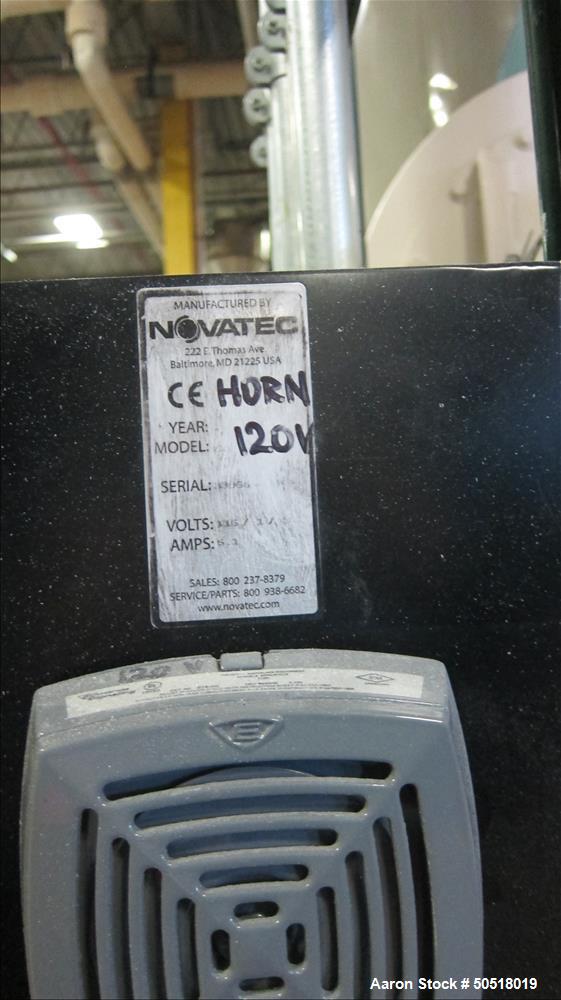 MANUFACTURED BY
NOVATEC
222 E. Thomas Ave
Baltimore, MD 21225 USA
CE HORN
YEAR:
MODEL: 120V
SERIAL:
VOLTS:
AMPS:
SALES: 800 237-8379
SERVICE/PARTS: 800 938-6682
www.novatec.com
120 V
Aaron Stock # 50518019